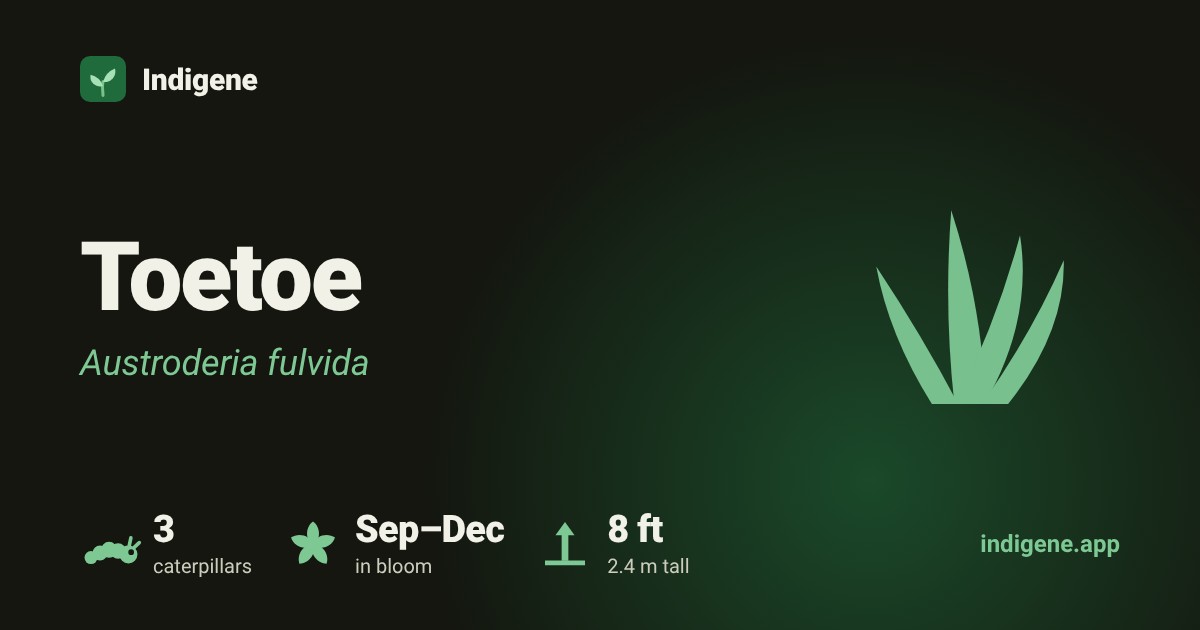 Indigene
Toetoe
Austroderia fulvida
3
caterpillars
Sep–Dec
in bloom
8 ft
2.4 m tall
indigene.app